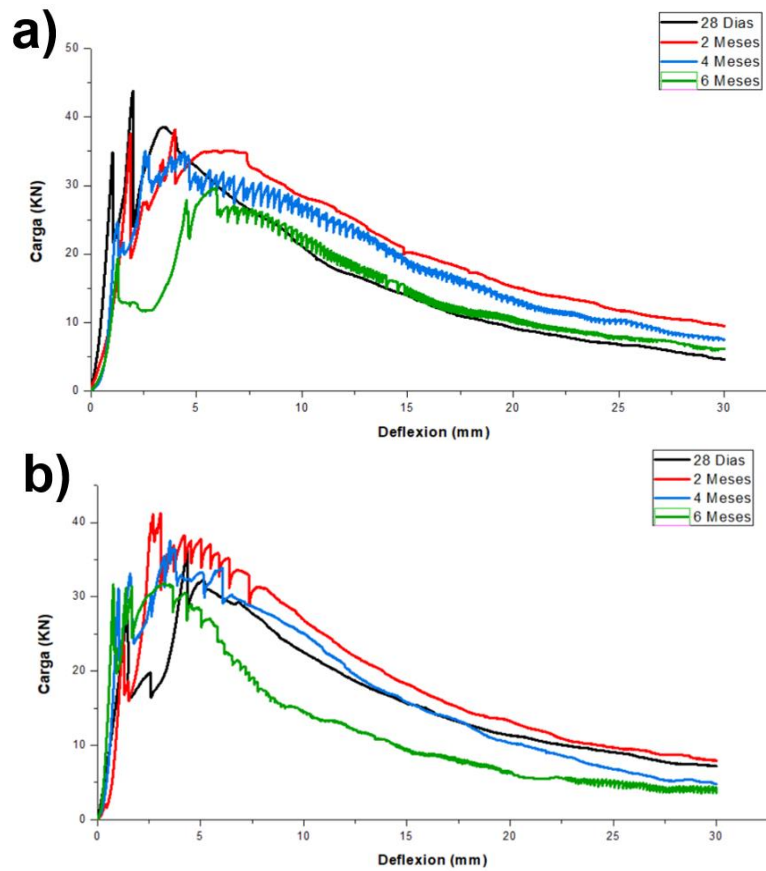 a)
28 Dias
2 Meses
4 Meses
6 Meses
50
40
30
20
10
0
Carga (KN)
0 5 10 15 20 25 30
Deflexion (mm)
b)
28 Dias
2 Meses
4 Meses
6 Meses
40
30
20
10
0
Carga (KN)
0 5 10 15 20 25 30
Deflexion (mm)